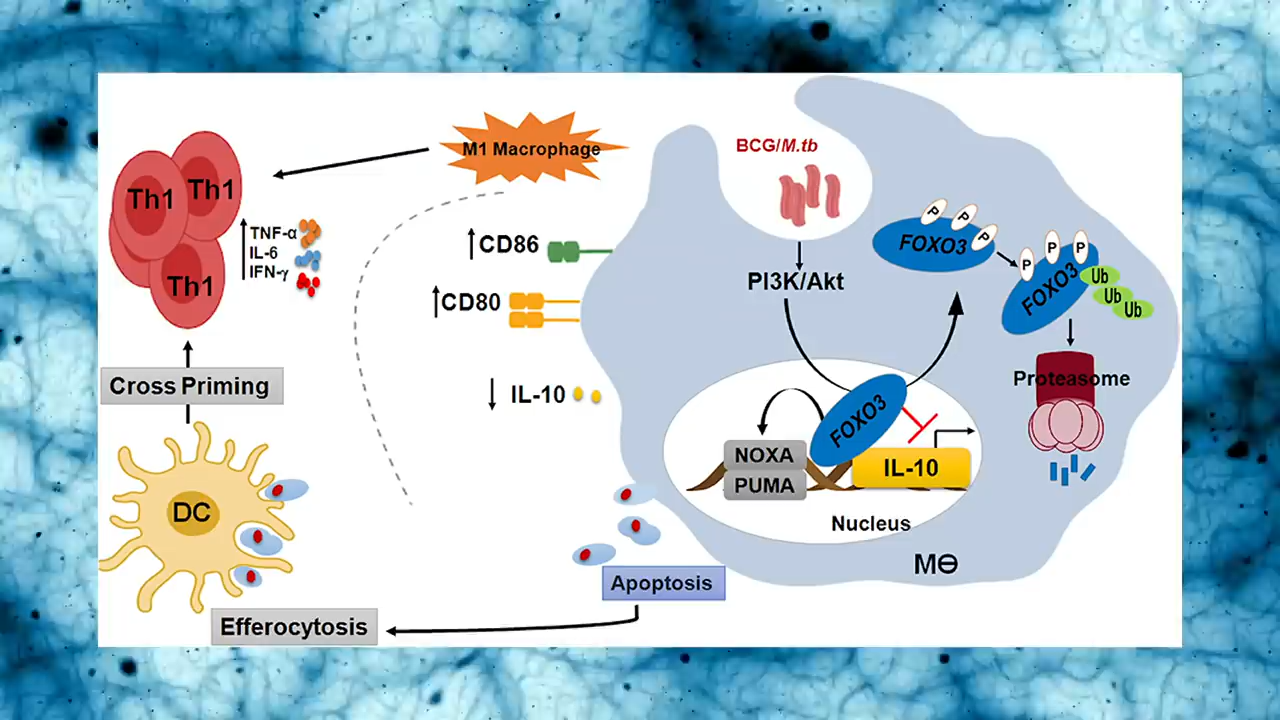 M1 Macrophage
BCG/M.tb
Th1
Th1
Th1
TNF-α
IL-6
IFN-γ
CD86
CD80
IL-10
PI3K/Akt
P
P
P
FOXO3
P
P
P
FOXO3
Ub
Ub
Ub
Proteasome
Cross Priming
DC
FOXO3
NOXA
PUMA
IL-10
Nucleus
MΘ
Apoptosis
Efferocytosis